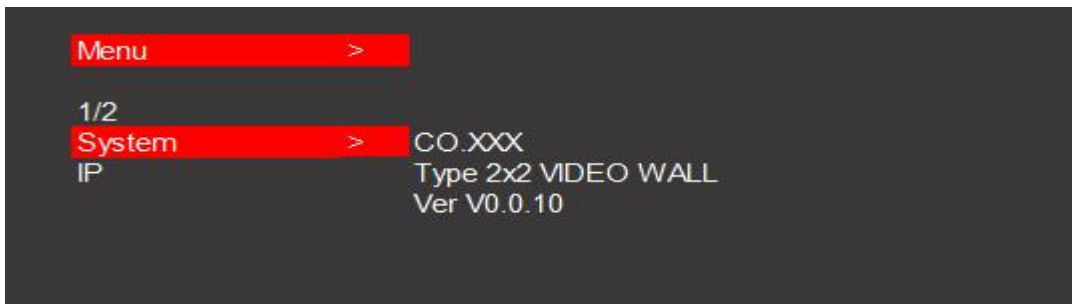 Menu >
1/2
System > CO.XXX
IP Type 2x2 VIDEO WALL
Ver V0.0.10